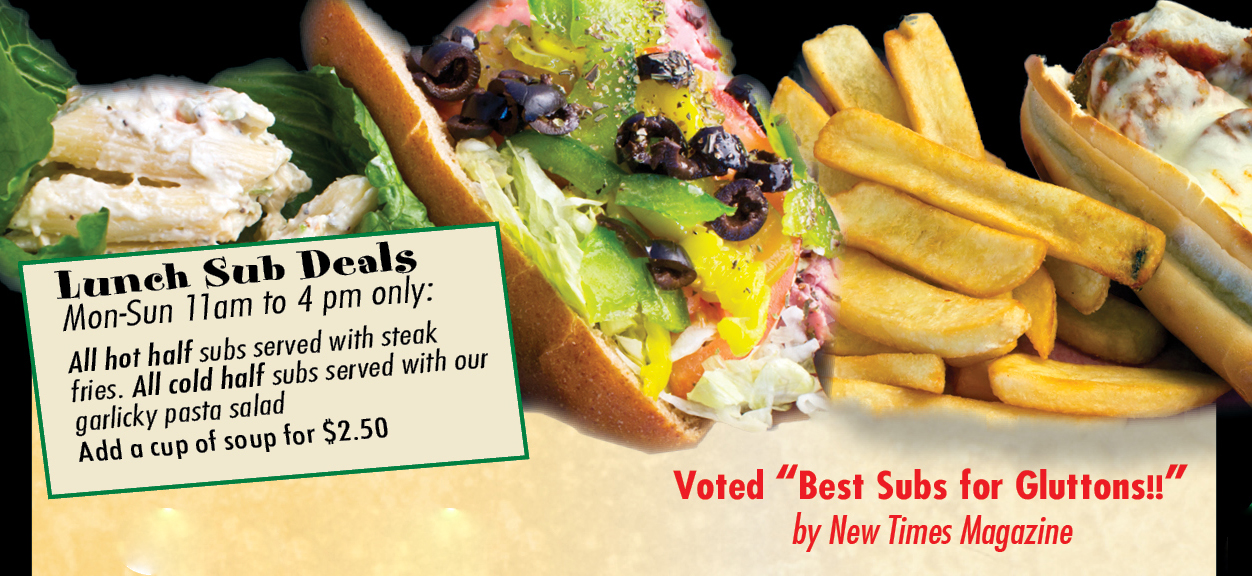 Lunch Sub Deals
Mon-Sun 11am to 4 pm only:
All hot half subs served with steak
fries. All cold half subs served with our
garlicky pasta salad
Add a cup of soup for $2.50
Voted “Best Subs for Gluttons!!”
by New Times Magazine